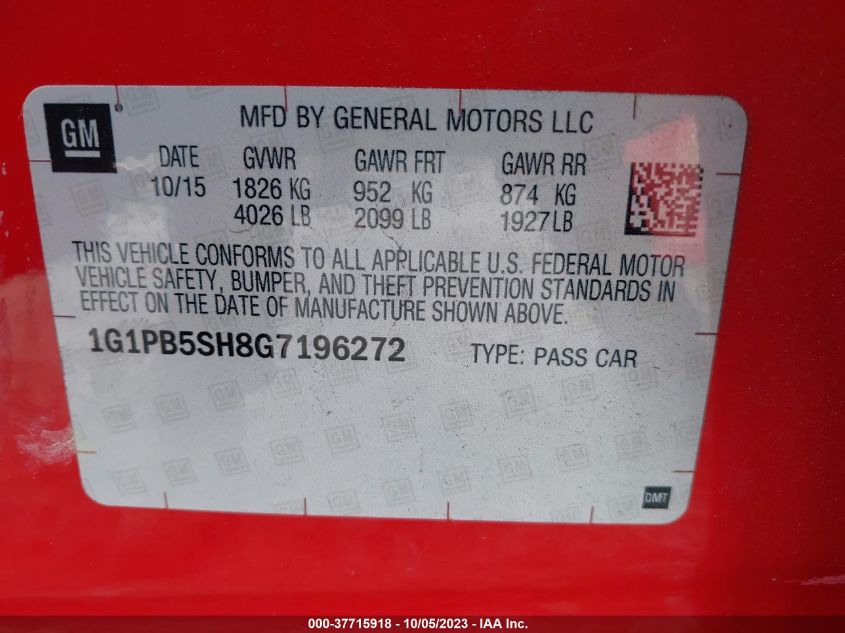 GM
MFD BY GENERAL MOTORS LLC
DATE GVWR GAWR FRT GAWR RR
10/15 1826 KG 952 KG 874 KG
4026 LB 2099 LB 1927 LB
THIS VEHICLE CONFORMS TO ALL APPLICABLE U.S. FEDERAL MOTOR
VEHICLE SAFETY, BUMPER, AND THEFT PREVENTION STANDARDS IN
EFFECT ON THE DATE OF MANUFACTURE SHOWN ABOVE.
1G1PB5SH8G7196272 TYPE: PASS CAR
DMT
000-37715918 - 10/05/2023 - IAA Inc.